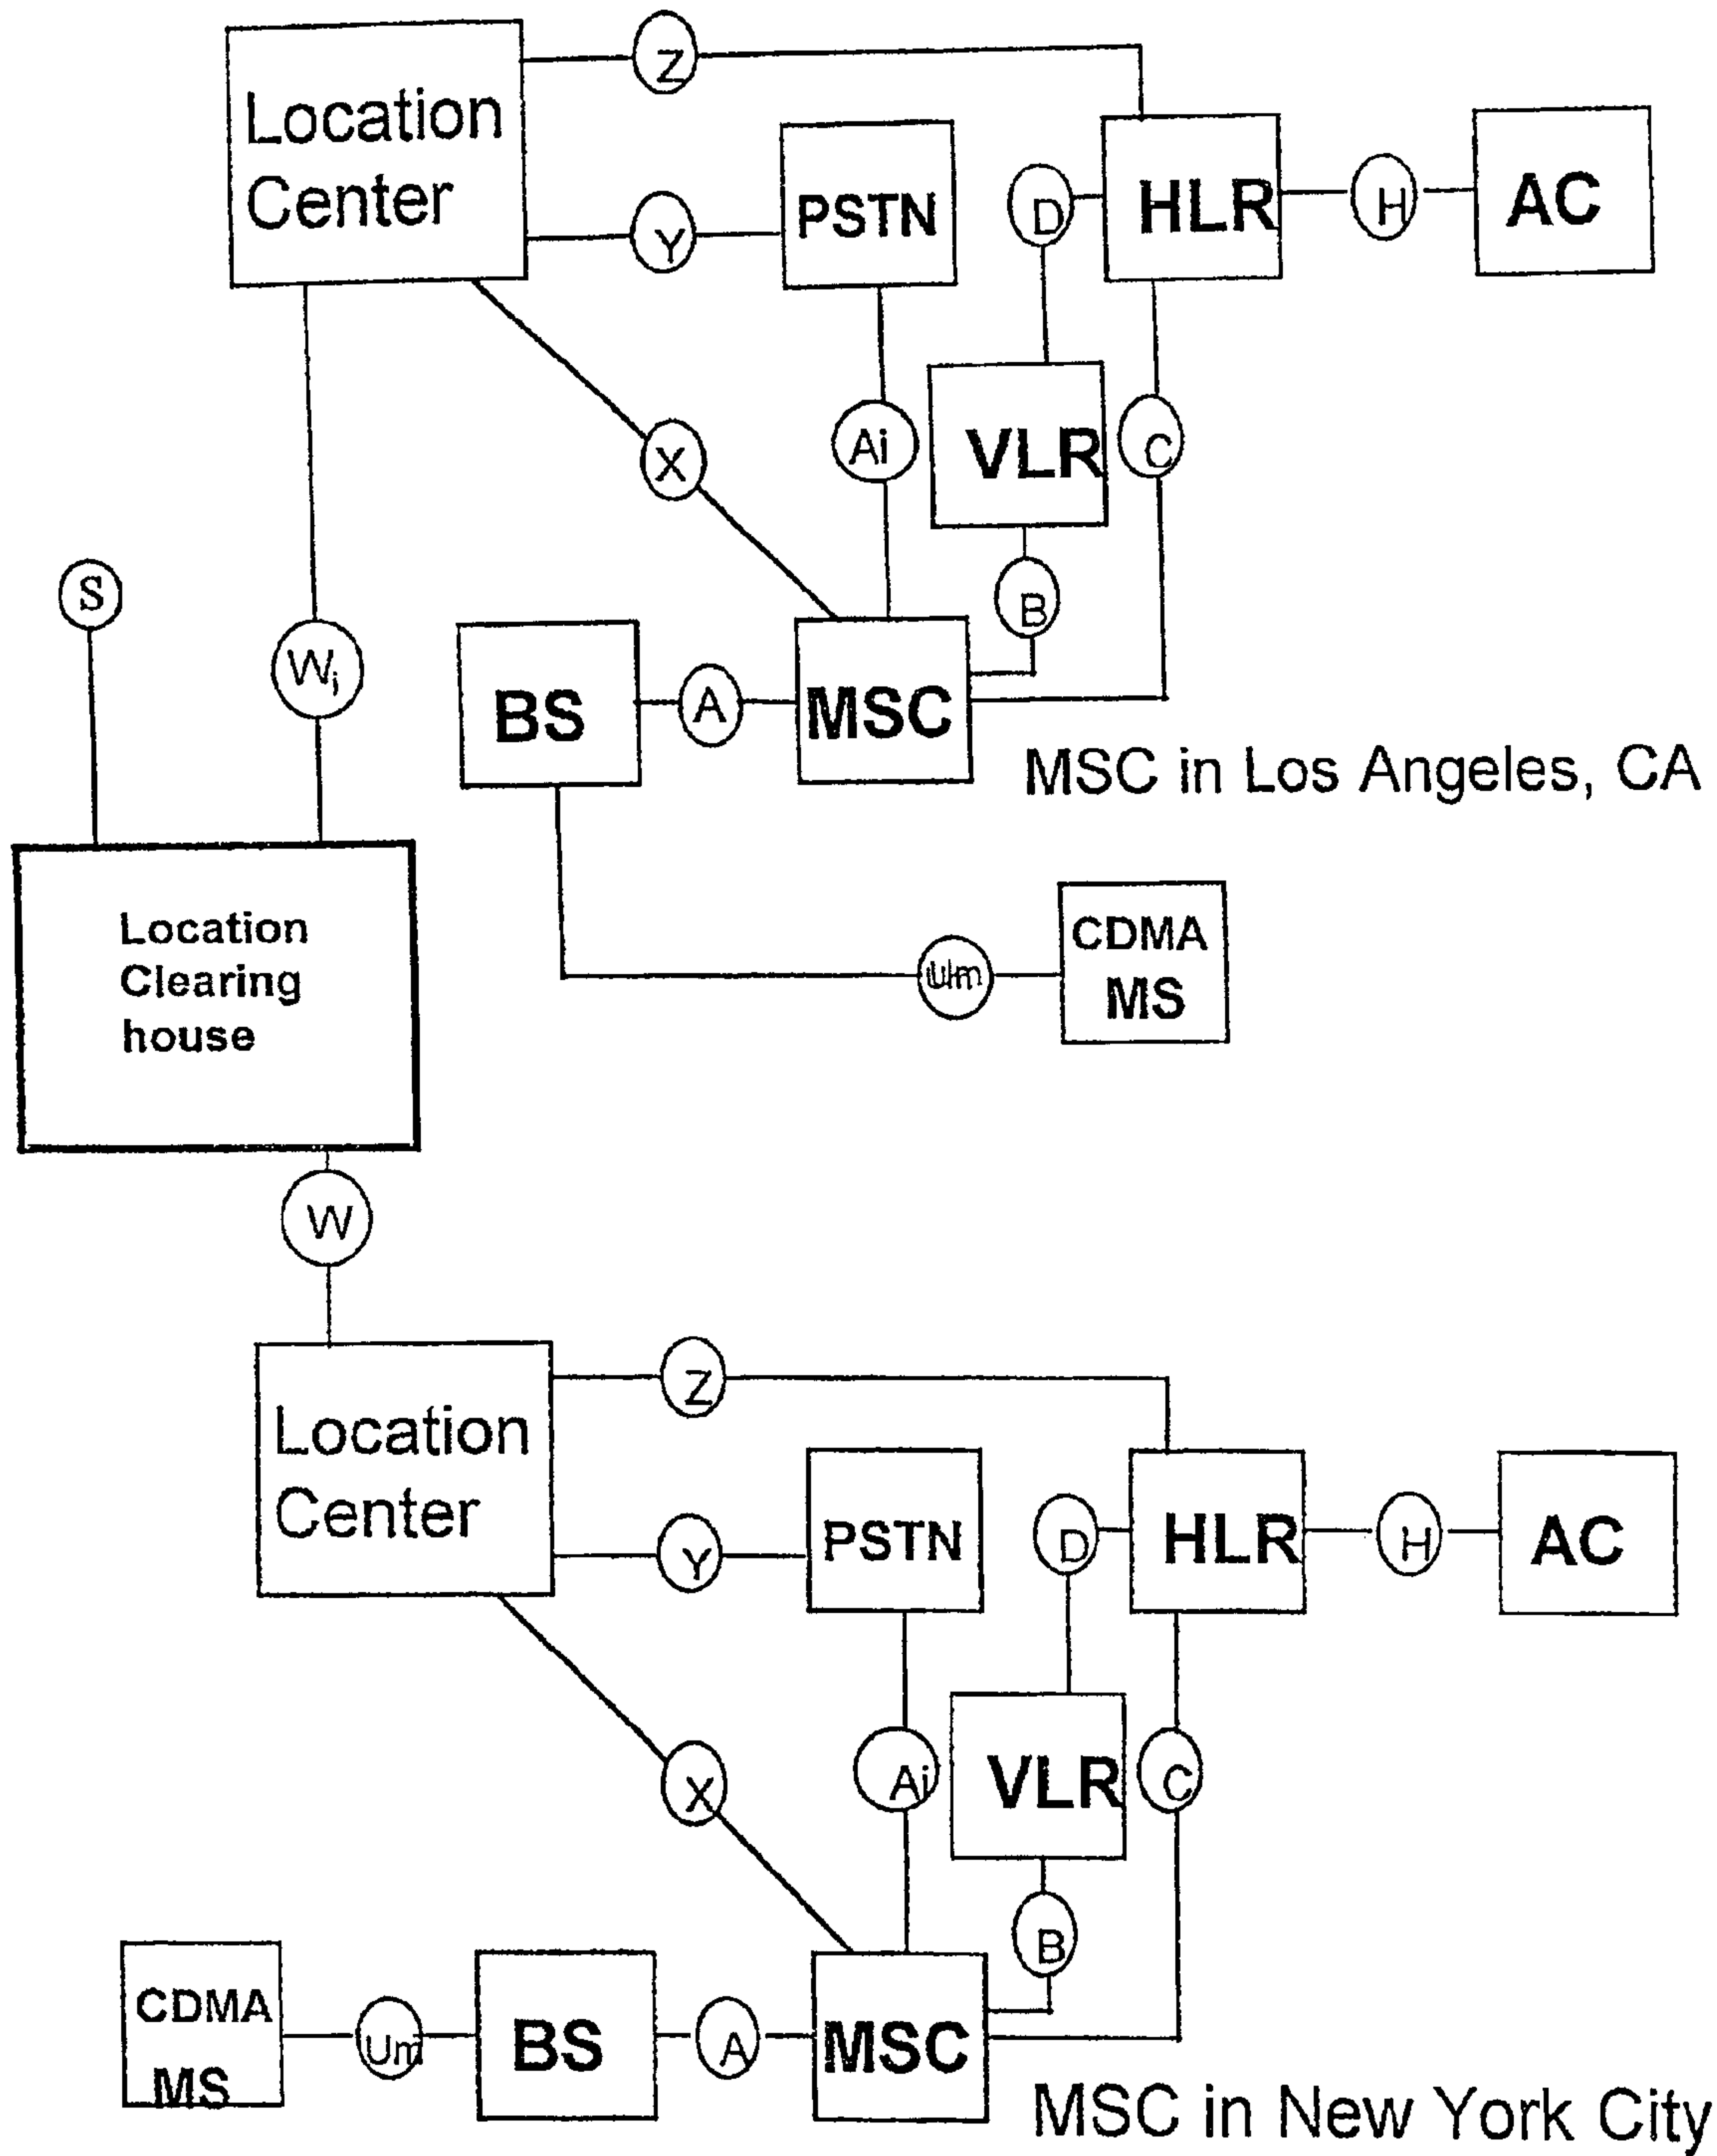 Z
Location
Center
PSTN
D
HLR
H
AC
Y
X
Ai
VLR
C
S
B
Wj
BS
A
MSC
MSC in Los Angeles, CA
Location
Clearing
house
Um
CDMA
MS
W
Z
Location
Center
PSTN
D
HLR
H
AC
Y
X
Ai
VLR
C
B
CDMA
MS
Um
BS
A
MSC
MSC in New York City